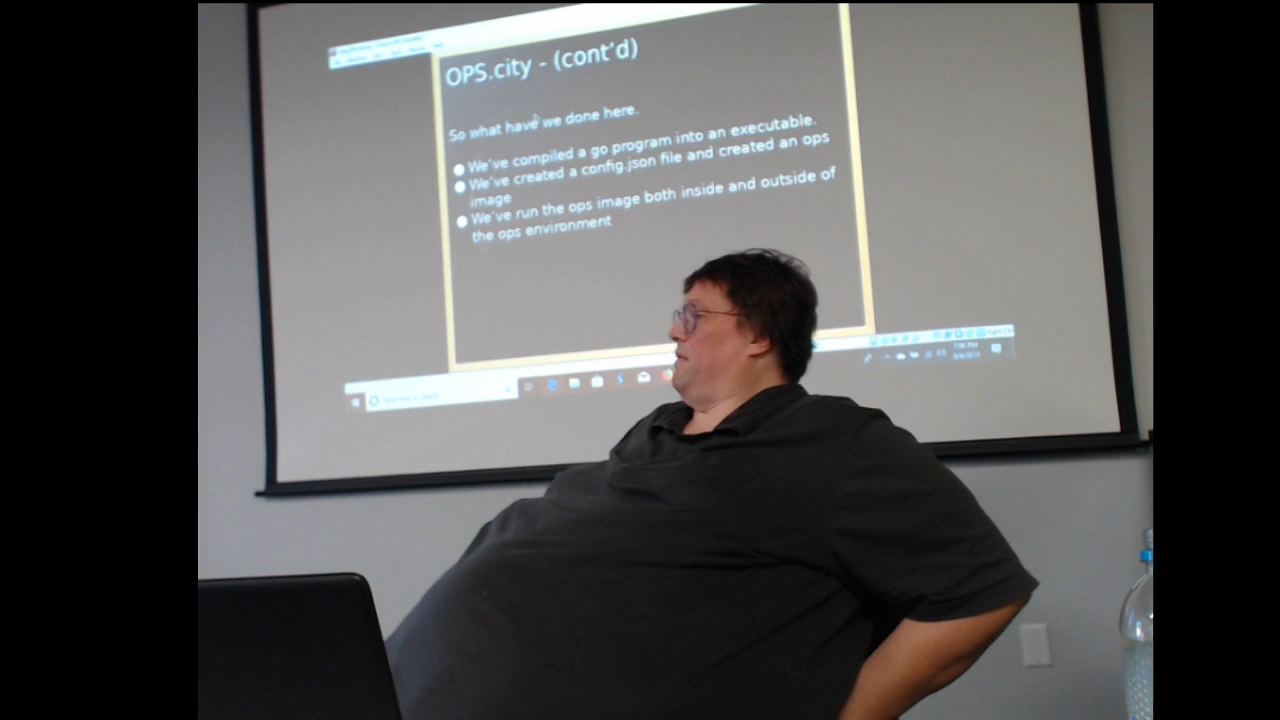 OPS.city - (cont'd)
So what have we done here.
We've compiled a go program into an executable.
We've created a config.json file and created an ops
image
We've run the ops image both inside and outside of
the ops environment